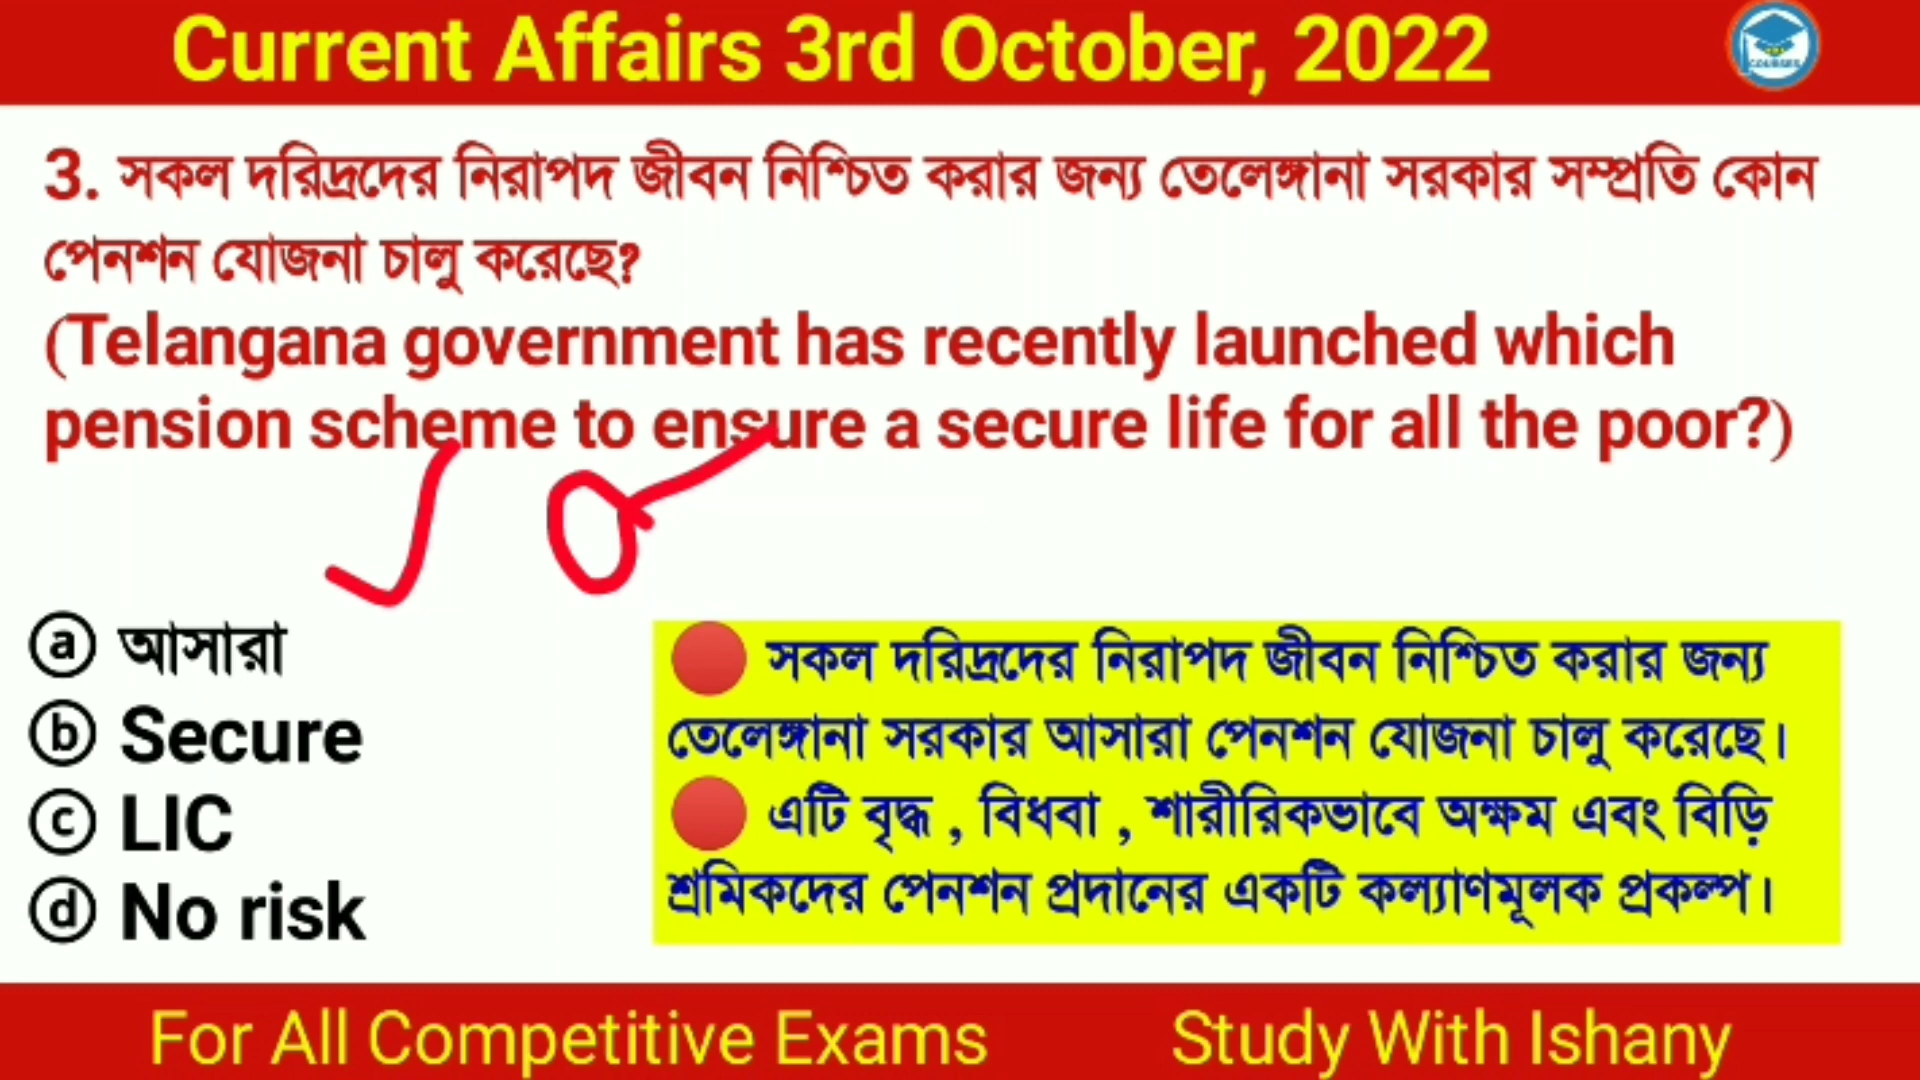 Current Affairs 3rd October, 2022
COURSES
3. সকল দরিদ্রদের নিরাপদ জীবন নিশ্চিত করার জন্য তেলেঙ্গানা সরকার সম্প্রতি কোন
পেনশন যোজনা চালু করেছে?
(Telangana government has recently launched which
pension scheme to ensure a secure life for all the poor?)
ⓐ আসারা
ⓑ Secure
ⓒ LIC
ⓓ No risk
🔴 সকল দরিদ্রদের নিরাপদ জীবন নিশ্চিত করার জন্য
তেলেঙ্গানা সরকার আসারা পেনশন যোজনা চালু করেছে।
🔴 এটি বৃদ্ধ , বিধবা , শারীরিকভাবে অক্ষম এবং বিড়ি
শ্রমিকদের পেনশন প্রদানের একটি কল্যাণমূলক প্রকল্প।
For All Competitive Exams
Study With Ishany